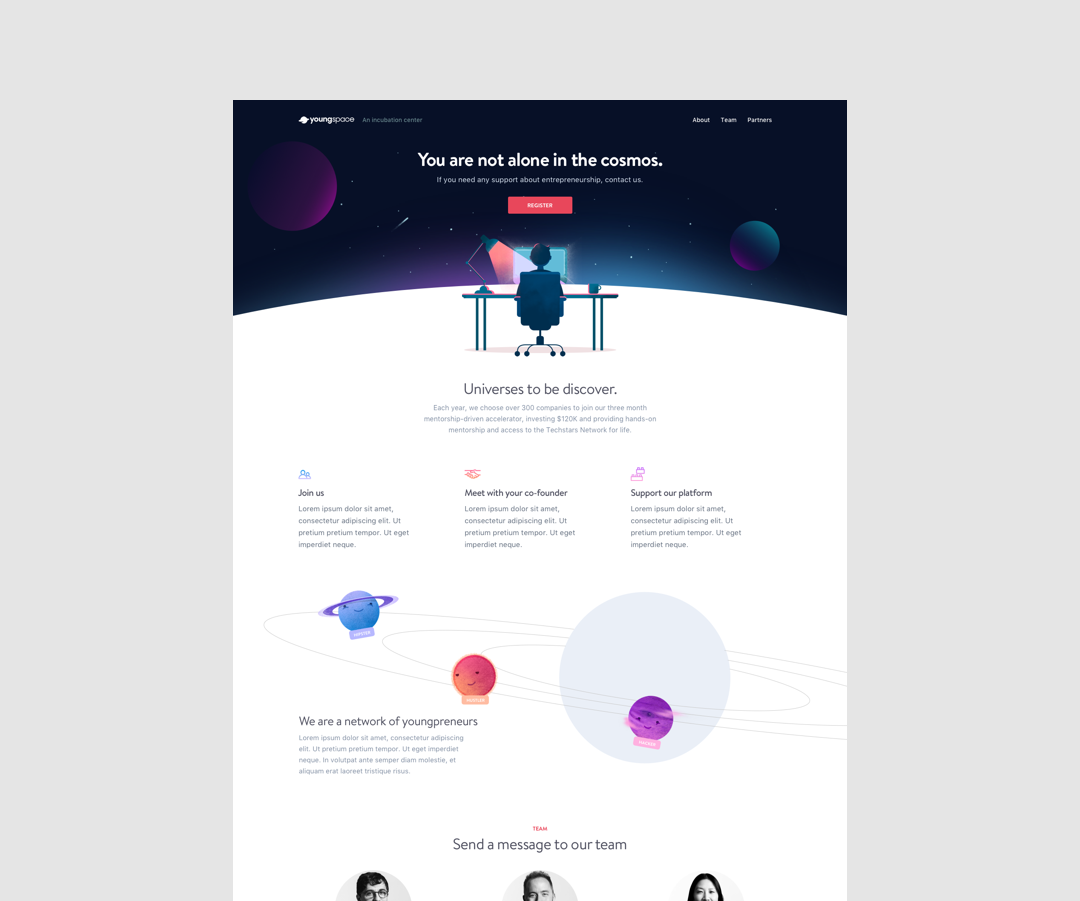 youngspace An incubation center About Team Partners
You are not alone in the cosmos.
If you need any support about entrepreneurship, contact us.
REGISTER
Universes to be discover.
Each year, we choose over 300 companies to join our three month
mentorship-driven accelerator, investing $120K and providing hands-on
mentorship and access to the Techstars Network for life.
Join us
Lorem ipsum dolor sit amet,
consectetur adipiscing elit. Ut
pretium pretium tempor. Ut eget
imperdiet neque.
Meet with your co-founder
Lorem ipsum dolor sit amet,
consectetur adipiscing elit. Ut
pretium pretium tempor. Ut eget
imperdiet neque.
Support our platform
Lorem ipsum dolor sit amet,
consectetur adipiscing elit. Ut
pretium pretium tempor. Ut eget
imperdiet neque.
HIPSTER
HUSTLER
HACKER
We are a network of youngpreneurs
Lorem ipsum dolor sit amet, consectetur adipiscing
elit. Ut pretium pretium tempor. Ut eget imperdiet
neque. In volutpat ante semper diam molestie, et
aliquam erat laoreet tristique risus.
TEAM
Send a message to our team